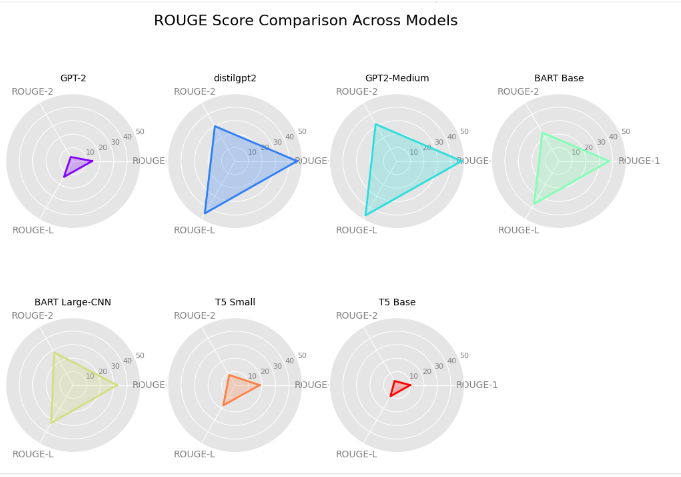 ROUGE Score Comparison Across Models
GPT-2
distilgpt2
GPT2-Medium
BART Base
ROUGE-2
ROUGE-2
ROUGE-2
ROUGE-2
10 20 30 40 50
10 20 30 40 50
10 20 30 40 50
10 20 30 40 50
ROUGE-
ROUGE-
ROUGE-
ROUGE-1
ROUGE-L
ROUGE-L
ROUGE-L
ROUGE-L
BART Large-CNN
T5 Small
T5 Base
ROUGE-2
ROUGE-2
ROUGE-2
10 20 30 40 50
10 20 30 40 50
10 20 30 40 50
ROUGE-
ROUGE-
ROUGE-1
ROUGE-L
ROUGE-L
ROUGE-L